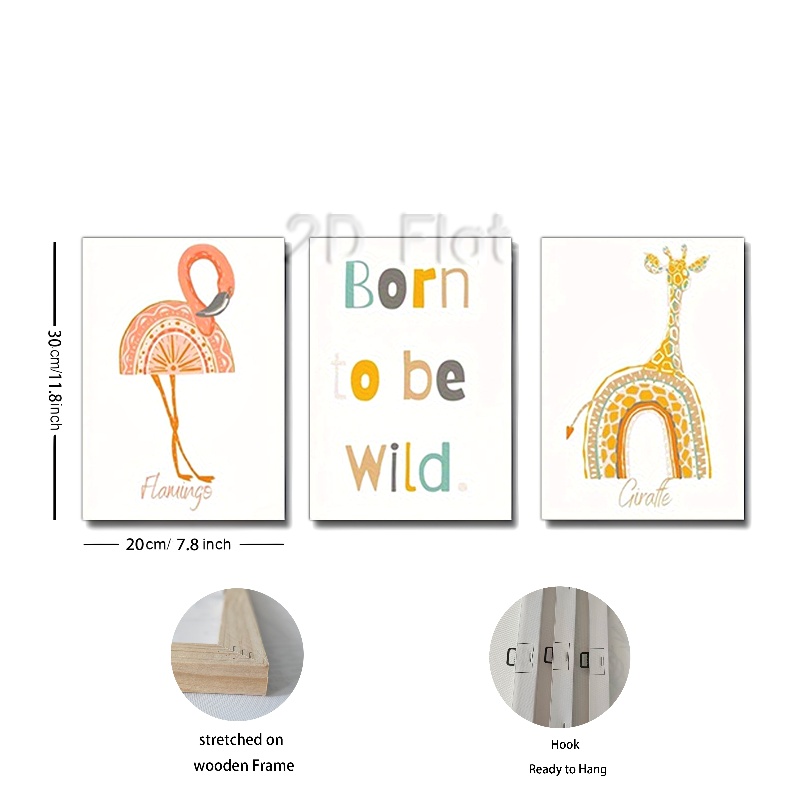 2D Flat
Born
to be
Wild.
Flamingo
Giraffe
30cm/11.8inch
20cm/ 7.8 inch
stretched on
wooden Frame
Hook
Ready to Hang